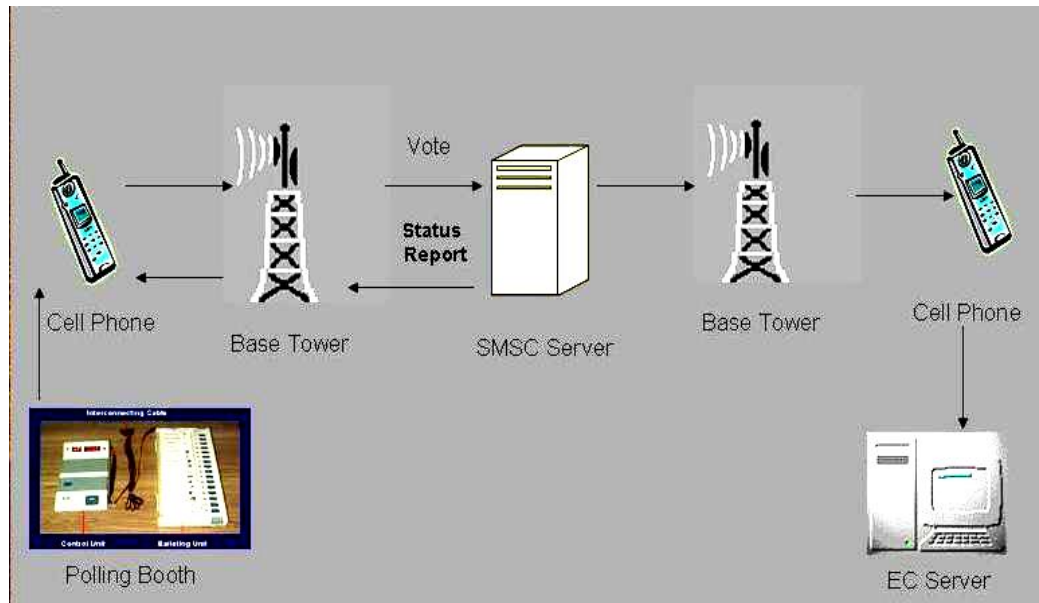 Vote
Status
Report
Cell Phone
Base Tower
SMSC Server
Base Tower
Cell Phone
Interconnecting Cable
Control Unit
Balloting Unit
Polling Booth
EC Server